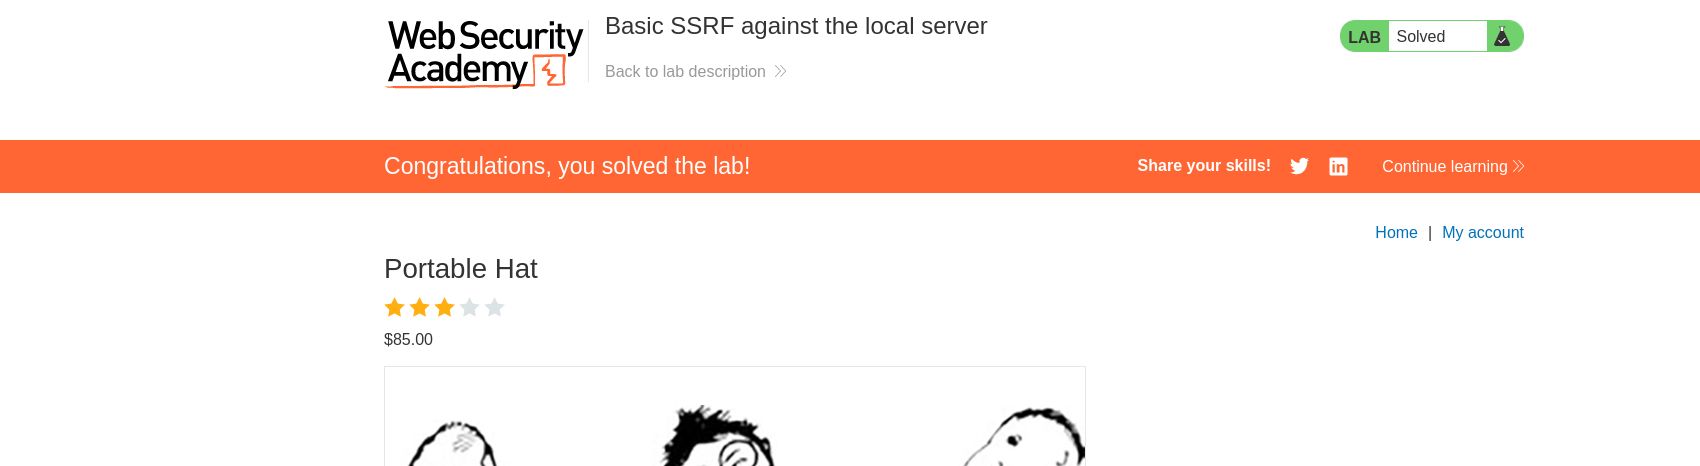 Web Security
Academy
Basic SSRF against the local server
Back to lab description
LAB Solved
Congratulations, you solved the lab!
Share your skills!
Continue learning
Home | My account
Portable Hat
$85.00